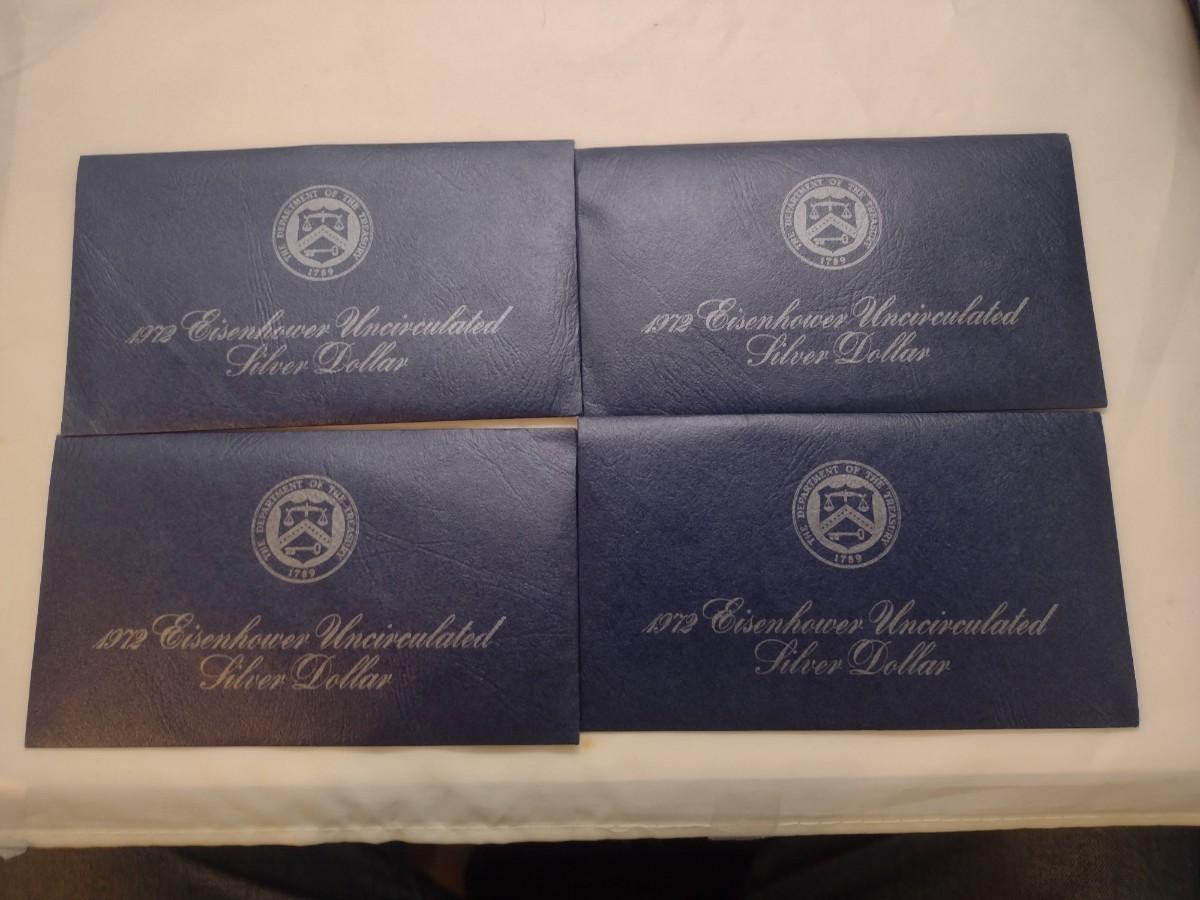 THE DEPARTMENT OF THE TREASURY
1789
1972 Eisenhower Uncirculated
Silver Dollar
THE DEPARTMENT OF THE TREASURY
1789
1972 Eisenhower Uncirculated
Silver Dollar
THE DEPARTMENT OF THE TREASURY
1789
1972 Eisenhower Uncirculated
Silver Dollar
THE DEPARTMENT OF THE TREASURY
1789
1972 Eisenhower Uncirculated
Silver Dollar